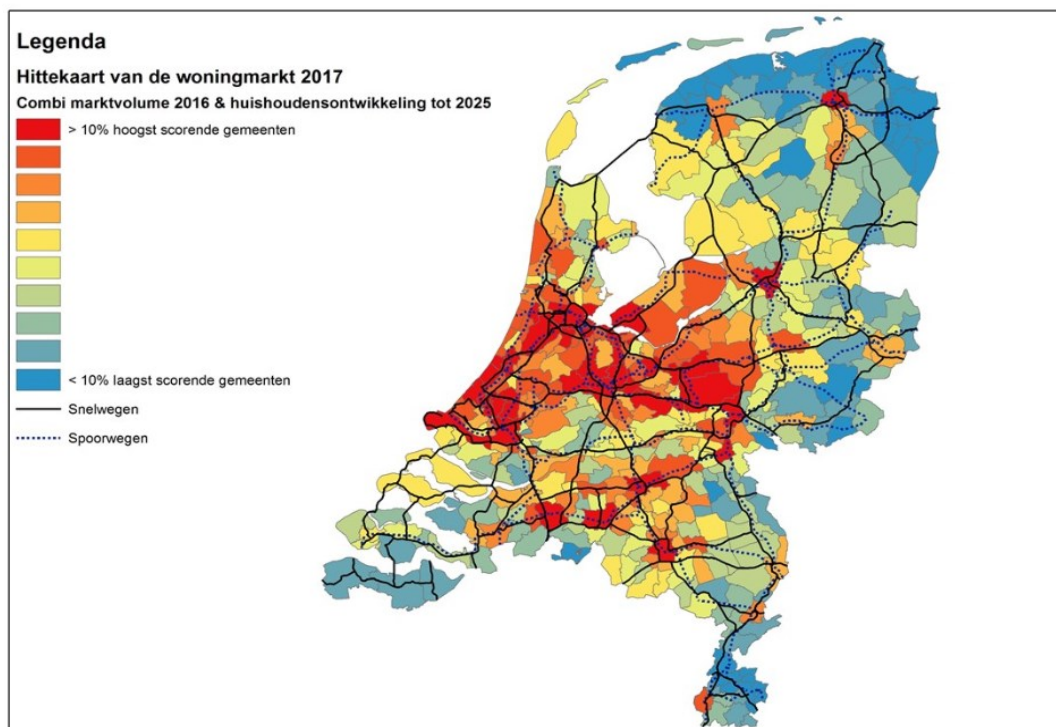 Legenda
Hittekaart van de woningmarkt 2017
Combi marktvolume 2016 & huishoudensontwikkeling tot 2025
> 10% hoogst scorende gemeenten
< 10% laagst scorende gemeenten
Snelwegen
Spoorwegen